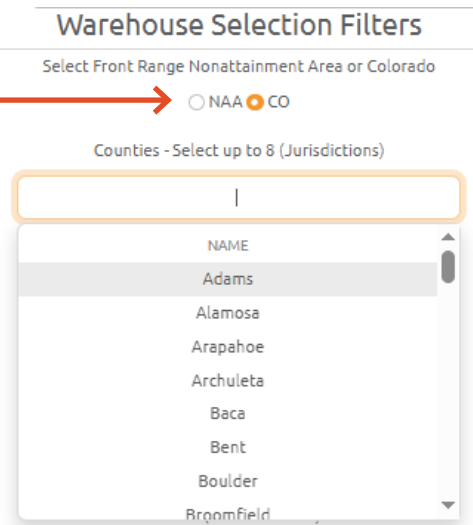 Warehouse Selection Filters
Select Front Range Nonattainment Area or Colorado
NAA CO
Counties - Select up to 8 (Jurisdictions)
NAME
Adams
Alamosa
Arapahoe
Archuleta
Baca
Bent
Boulder
Broomfield